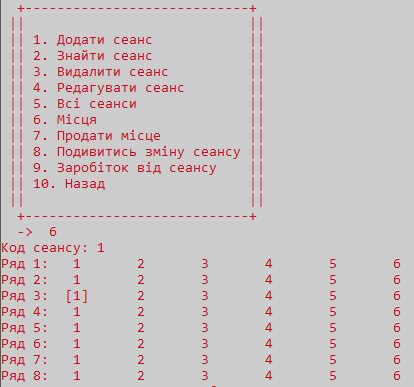 +----------------------------+
||                            ||
|| 1. Додати сеанс            ||
|| 2. Знайти сеанс            ||
|| 3. Видалити сеанс          ||
|| 4. Редагувати сеанс        ||
|| 5. Всі сеанси              ||
|| 6. Місця                   ||
|| 7. Продати місце           ||
|| 8. Подивитись зміну сеансу ||
|| 9. Заробіток від сеансу    ||
|| 10. Назад                  ||
||                            ||
+----------------------------+
-> 6
Код сеансу: 1
Ряд 1: 1 2 3 4 5 6
Ряд 2: 1 2 3 4 5 6
Ряд 3: [1] 2 3 4 5 6
Ряд 4: 1 2 3 4 5 6
Ряд 5: 1 2 3 4 5 6
Ряд 6: 1 2 3 4 5 6
Ряд 7: 1 2 3 4 5 6
Ряд 8: 1 2 3 4 5 6